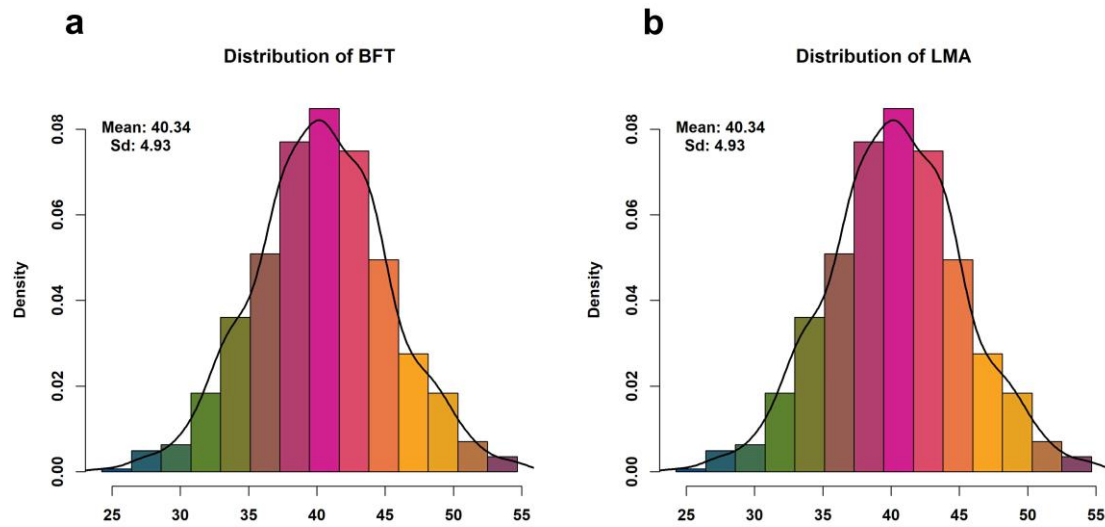 a
Distribution of BFT
Mean: 40.34
Sd: 4.93
Density
0.00
0.02
0.04
0.06
0.08
25 30 35 40 45 50 55
b
Distribution of LMA
Mean: 40.34
Sd: 4.93
Density
0.00
0.02
0.04
0.06
0.08
25 30 35 40 45 50 55